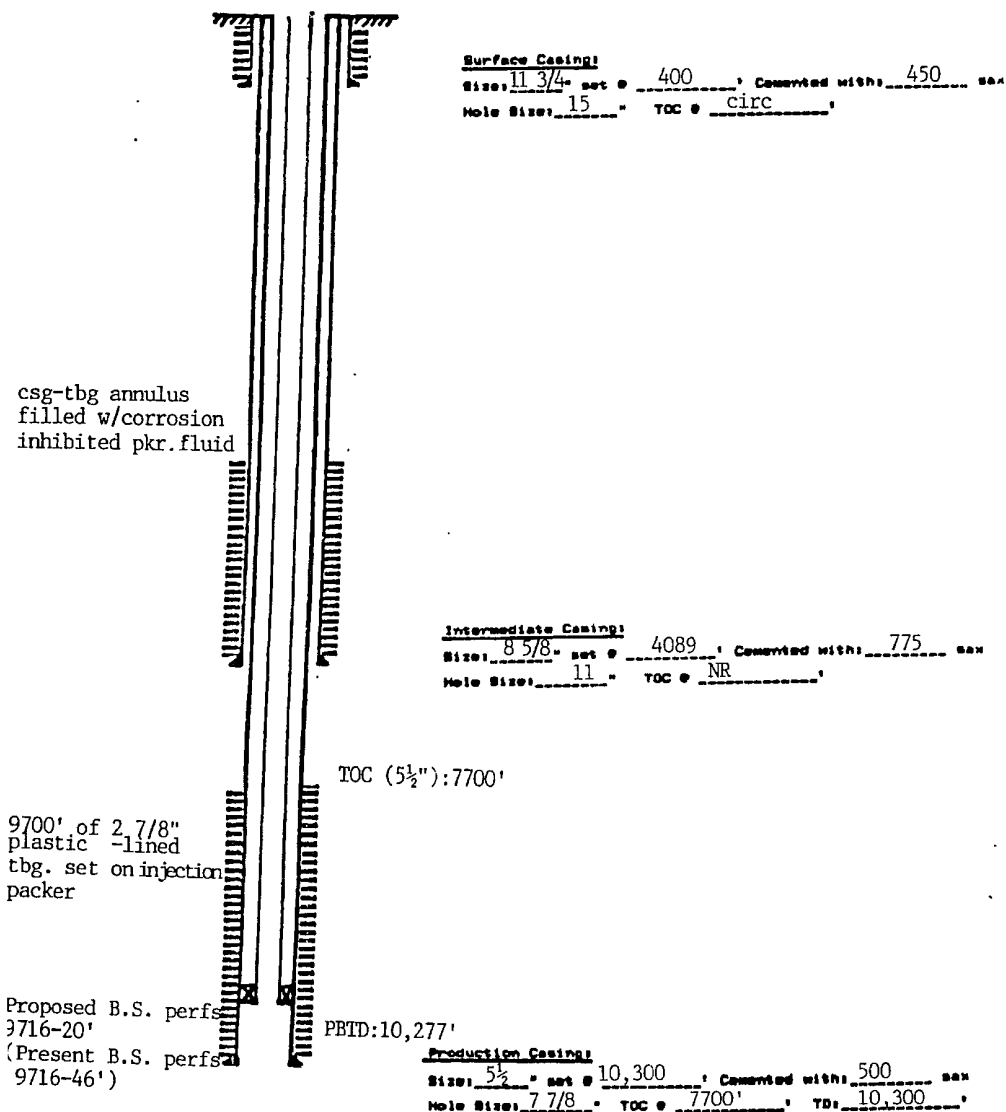 Surface Casing:
Size: 11 3/4" set @ 400' Cemented with: 450 sax
Hole Size: 15" TOC @ circ'
csg-tbg annulus
filled w/corrosion
inhibited pkr.fluid
Intermediate Casing:
Size: 8 5/8" set @ 4089' Cemented with: 775 sax
Hole Size: 11" TOC @ NR'
TOC (5½"):7700'
9700' of 2 7/8"
plastic -lined
tbg. set on injection
packer
Proposed B.S. perfs
9716-20'
(Present B.S. perfs
9716-46')
PBTD:10,277'
Production Casing:
Size: 5½" set @ 10,300' Cemented with: 500 sax
Hole Size: 7 7/8" TOC @ 7700' TD: 10,300'